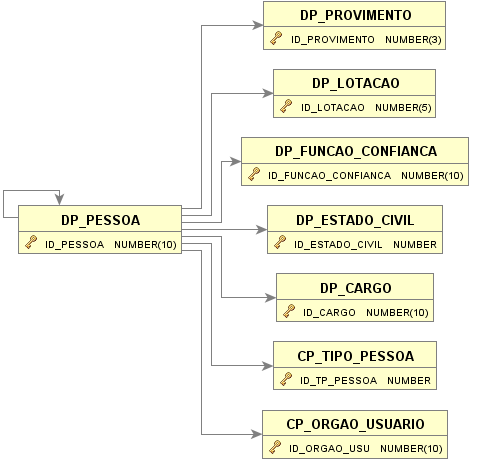 DP_PROVIMENTO
ID_PROVIMENTO NUMBER(3)
DP_LOTACAO
ID_LOTACAO NUMBER(5)
DP_FUNCAO_CONFIANCA
ID_FUNCAO_CONFIANCA NUMBER(10)
DP_PESSOA
ID_PESSOA NUMBER(10)
DP_ESTADO_CIVIL
ID_ESTADO_CIVIL NUMBER
DP_CARGO
ID_CARGO NUMBER(10)
CP_TIPO_PESSOA
ID_TP_PESSOA NUMBER
CP_ORGAO_USUARIO
ID_ORGAO_USU NUMBER(10)